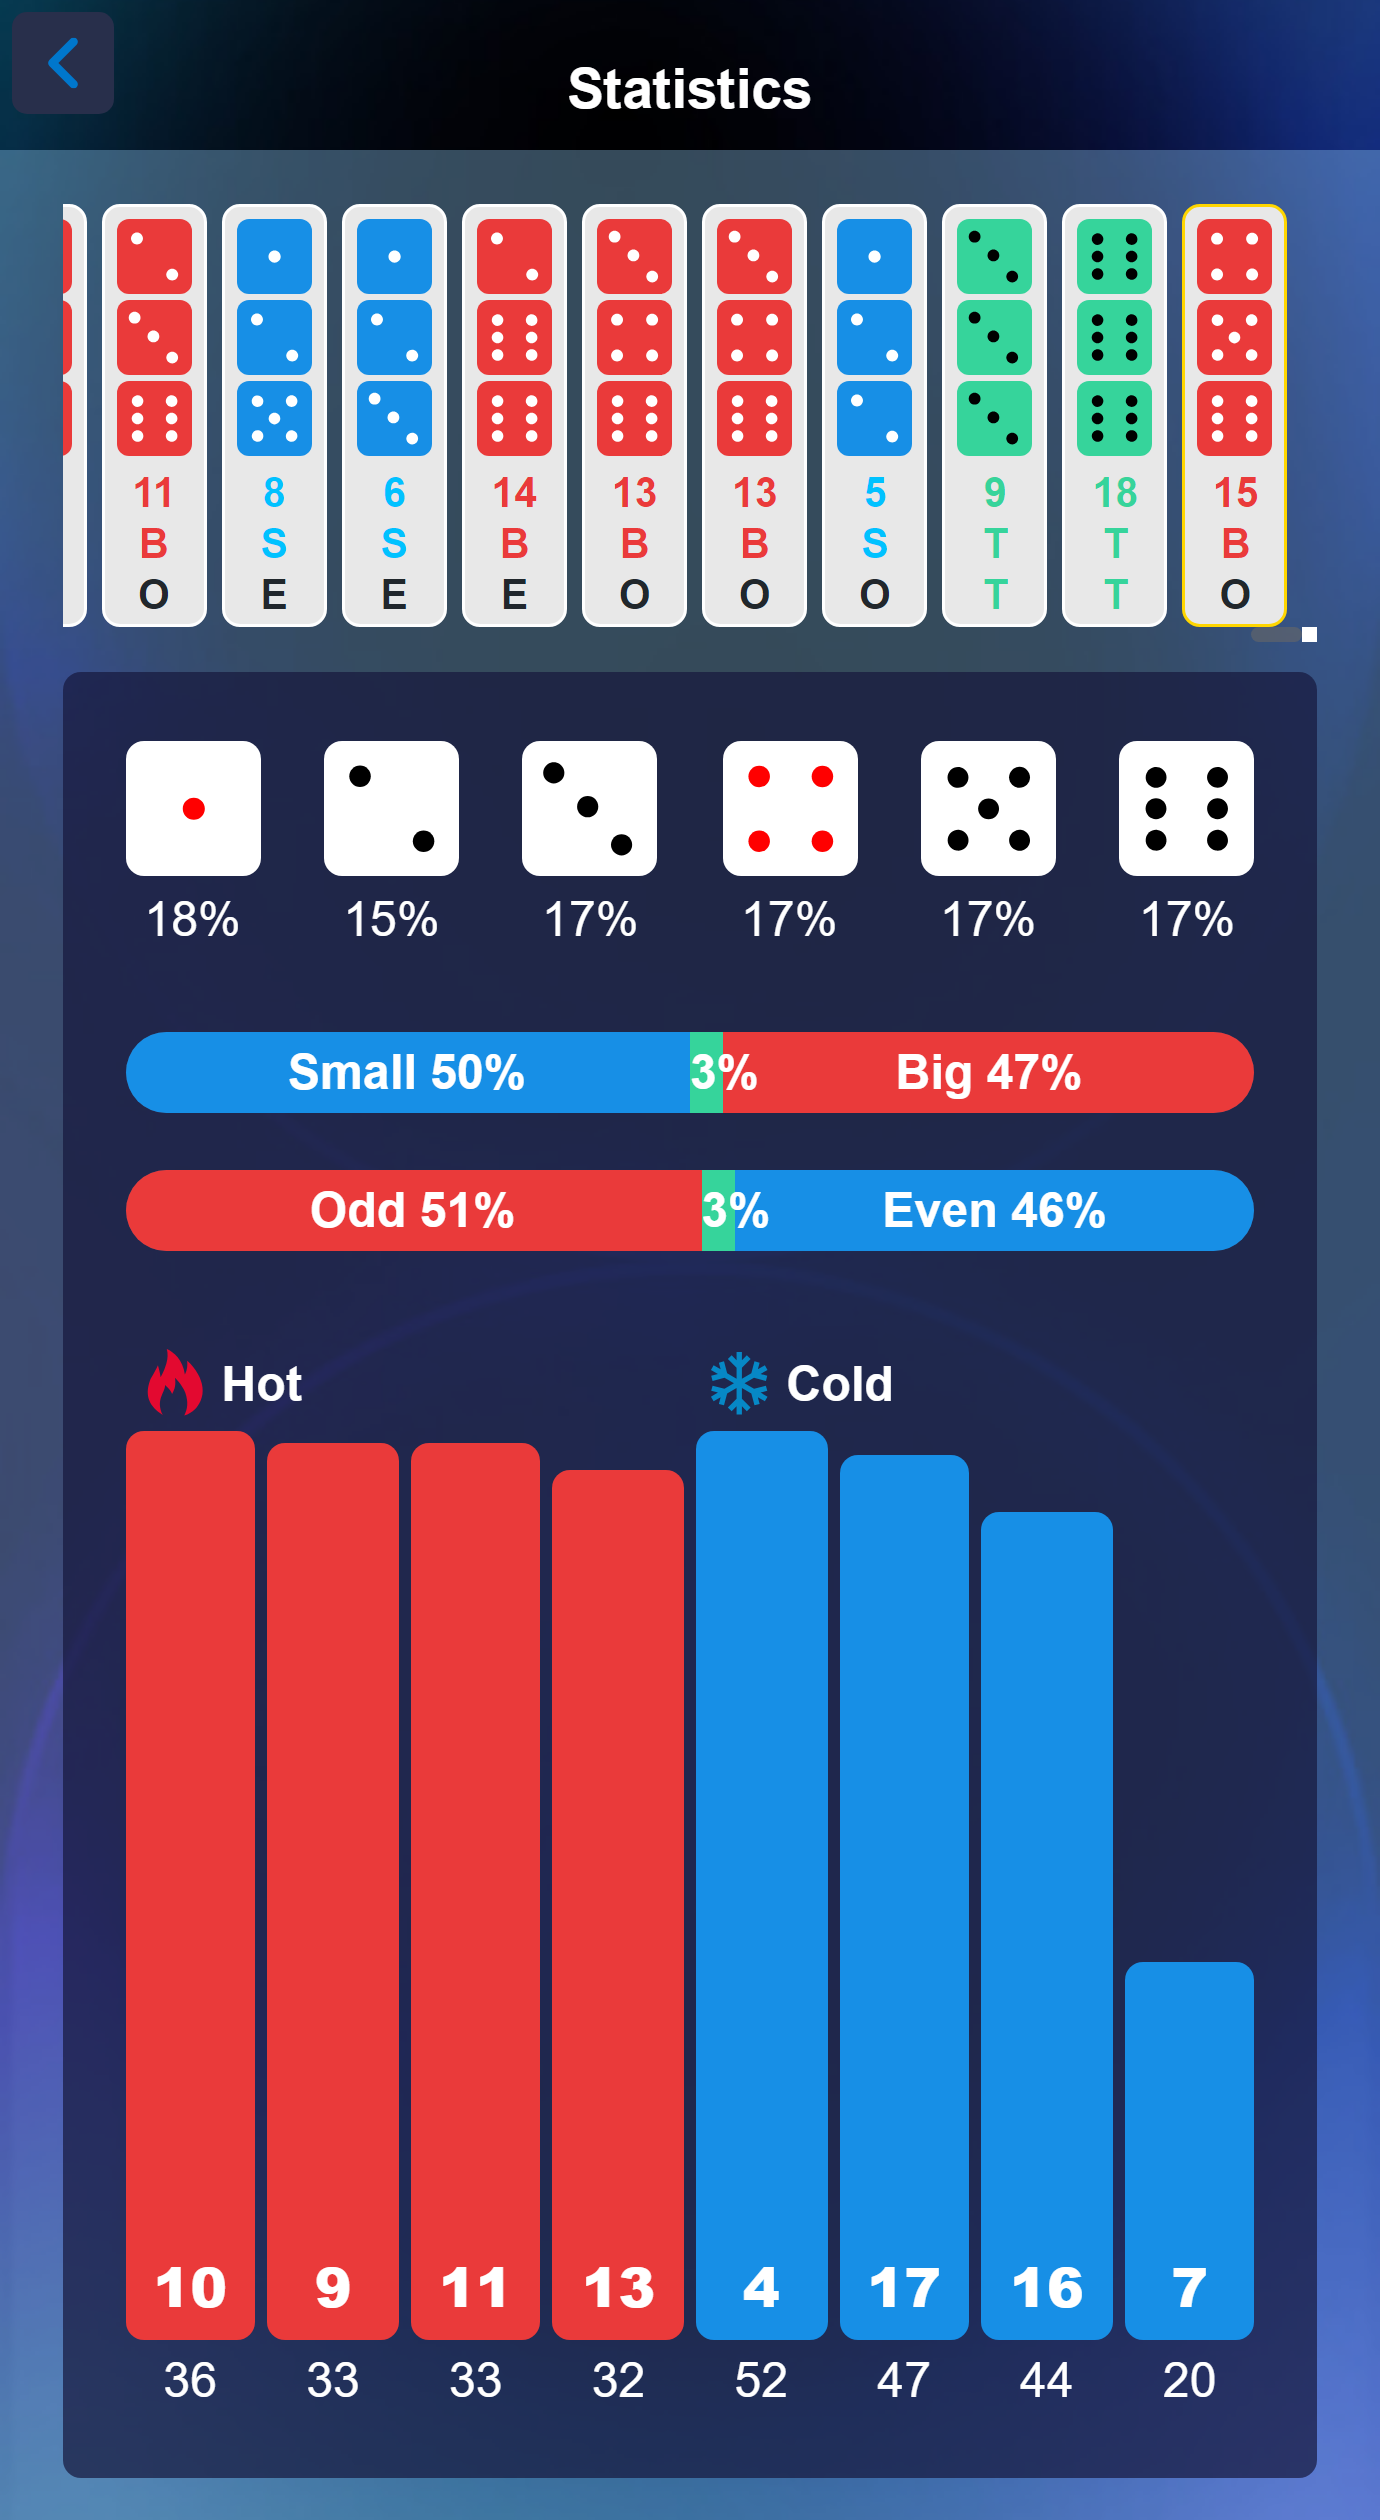 Statistics
11 8 6 14 13 13 5 9 18 15
B S S B B B S T T B
O E E E O O O T T O
18% 15% 17% 17% 17% 17%
Small 50% 3% Big 47%
Odd 51% 3% Even 46%
Hot Cold
10 9 11 13 4 17 16 7
36 33 33 32 52 47 44 20